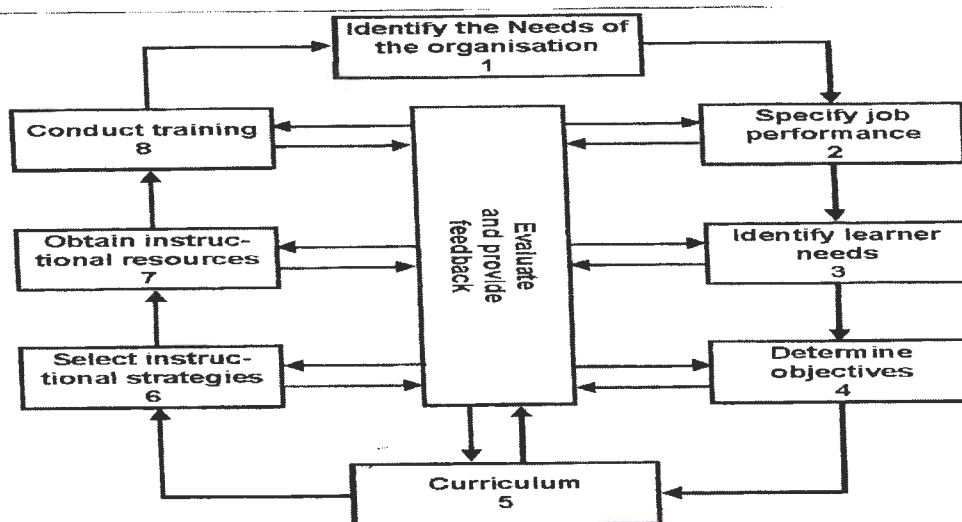 Identify the Needs of
the organisation
1
Specify job
performance
2
Identify learner
needs
3
Determine
objectives
4
Curriculum
5
Select instruc-
tional strategies
6
Obtain instruc-
tional resources
7
Conduct training
8
Evaluate
and provide
feedback